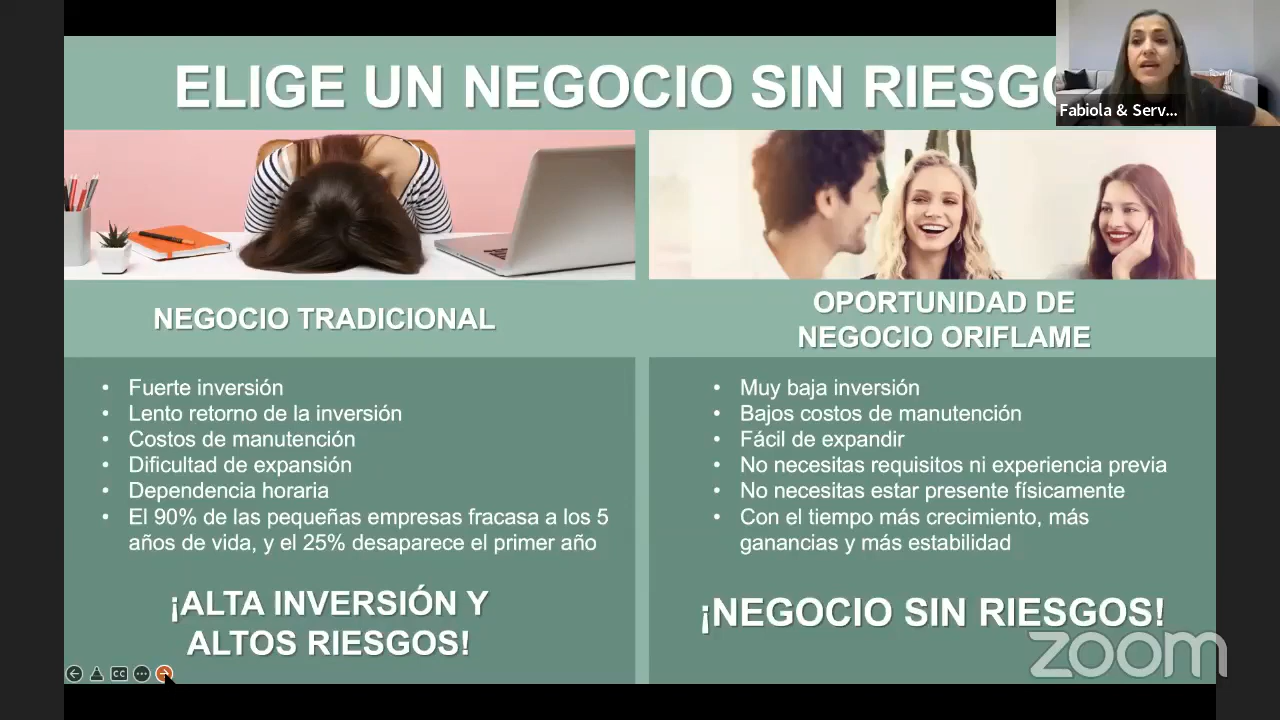 ELIGE UN NEGOCIO SIN RIESGO
Fabiola & Serv...
NEGOCIO TRADICIONAL
• Fuerte inversión
• Lento retorno de la inversión
• Costos de manutención
• Dificultad de expansión
• Dependencia horaria
• El 90% de las pequeñas empresas fracasa a los 5
años de vida, y el 25% desaparece el primer año
¡ALTA INVERSIÓN Y
ALTOS RIESGOS!
OPORTUNIDAD DE
NEGOCIO ORIFLAME
• Muy baja inversión
• Bajos costos de manutención
• Fácil de expandir
• No necesitas requisitos ni experiencia previa
• No necesitas estar presente físicamente
• Con el tiempo más crecimiento, más
ganancias y más estabilidad
¡NEGOCIO SIN RIESGOS!
CC
zoom